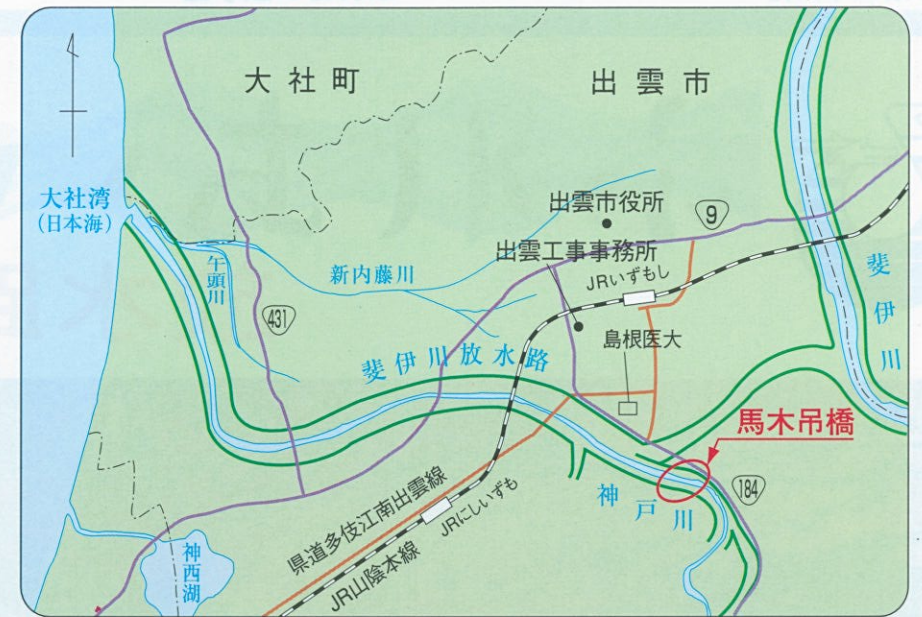 大社町
出雲市
大社湾
(日本海)
出雲市役所
9
出雲工事事務所
JRいずもし
午頭川
新内藤川
斐伊川
431
島根医大
斐伊川放水路
馬木吊橋
184
神戸川
県道多伎江南出雲線
JRにしいずも
JR山陰本線
神西湖